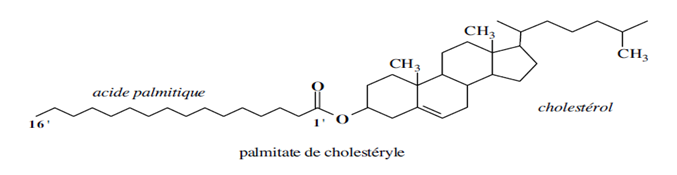 CH3
CH3
CH3
acide palmitique
O
cholestérol
16'
1'
O
palmitate de cholestéryle